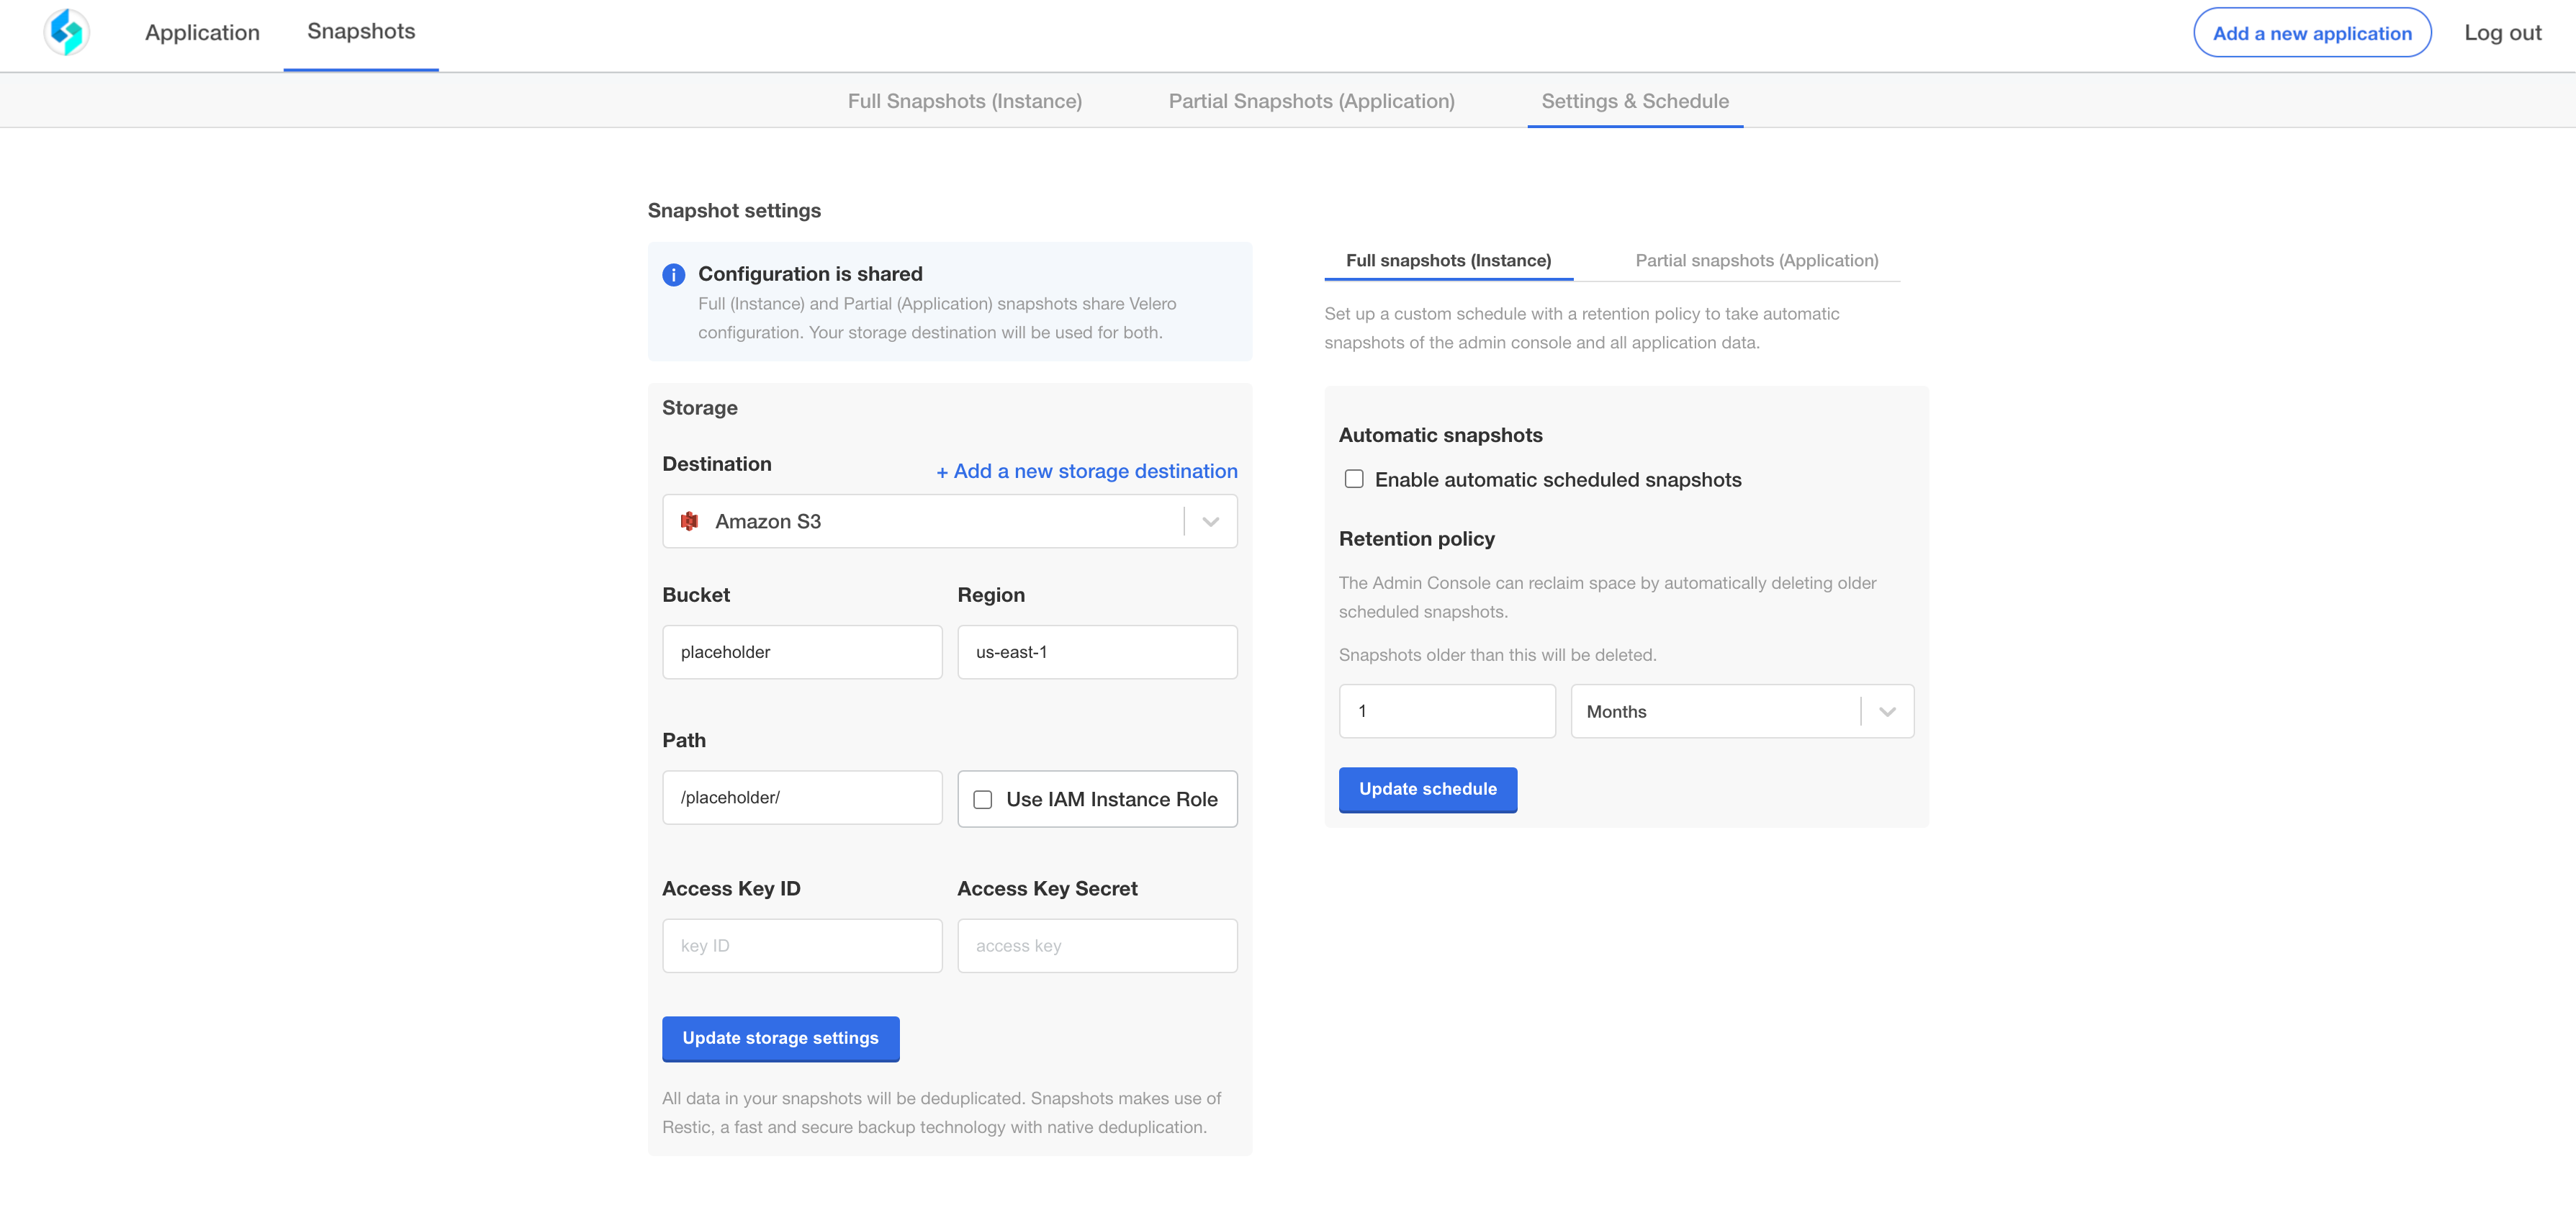 Application
Snapshots
Add a new application
Log out
Full Snapshots (Instance)
Partial Snapshots (Application)
Settings & Schedule
Snapshot settings
Configuration is shared
Full (Instance) and Partial (Application) snapshots share Velero
configuration. Your storage destination will be used for both.
Storage
Destination
+ Add a new storage destination
Amazon S3
Bucket
Region
placeholder
us-east-1
Path
/placeholder/
Use IAM Instance Role
Access Key ID
Access Key Secret
key ID
access key
Update storage settings
All data in your snapshots will be deduplicated. Snapshots makes use of
Restic, a fast and secure backup technology with native deduplication.
Full snapshots (Instance)
Partial snapshots (Application)
Set up a custom schedule with a retention policy to take automatic
snapshots of the admin console and all application data.
Automatic snapshots
Enable automatic scheduled snapshots
Retention policy
The Admin Console can reclaim space by automatically deleting older
scheduled snapshots.
Snapshots older than this will be deleted.
1
Months
Update schedule